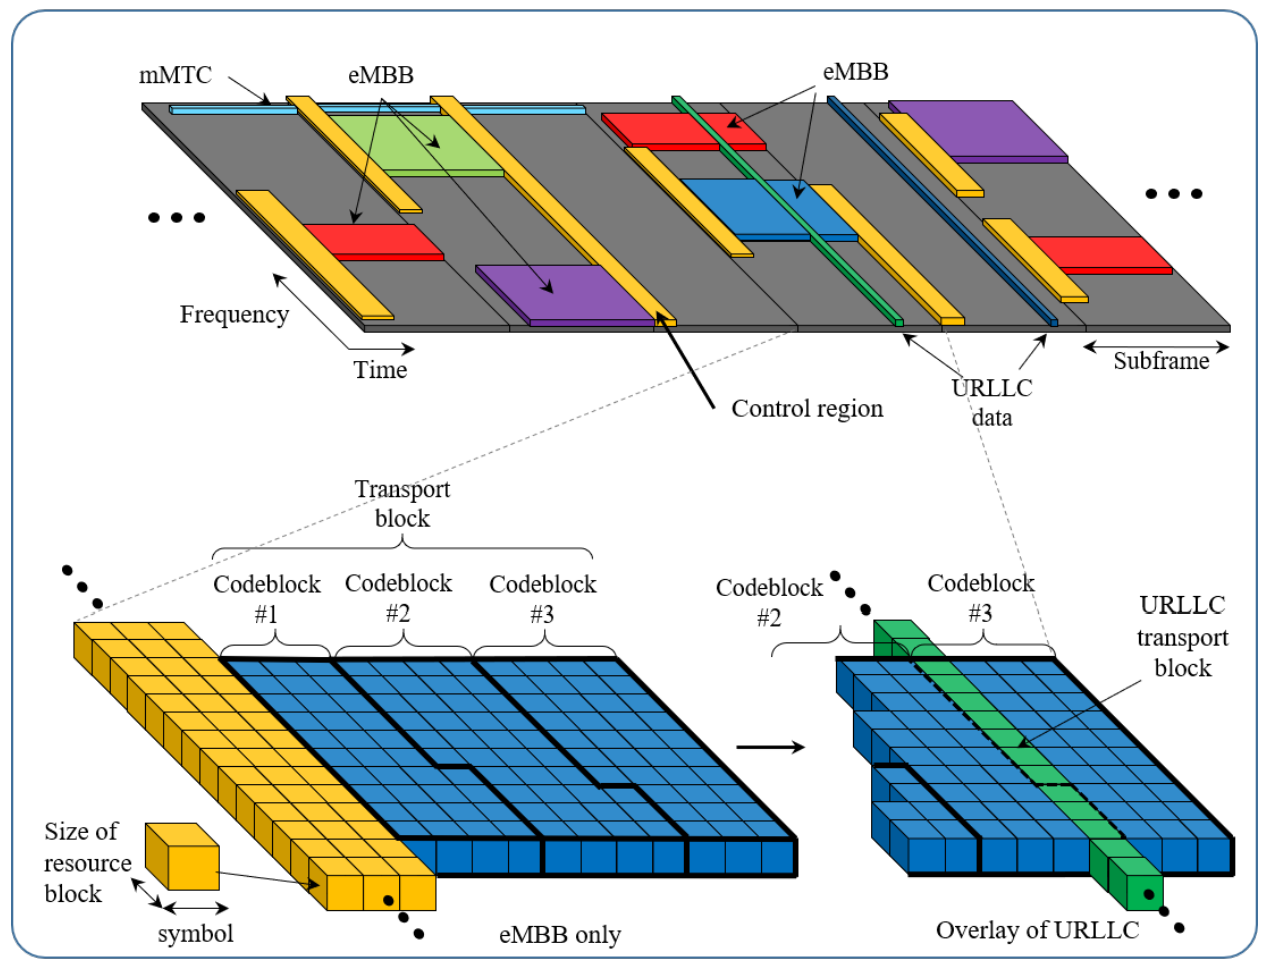 mMTC
eMBB
eMBB
Frequency
Time
Subframe
URLLC
data
Control region
Transport
block
Codeblock
#1
Codeblock
#2
Codeblock
#3
Codeblock
#2
Codeblock
#3
URLLC
transport
block
Size of
resource
block
symbol
eMBB only
Overlay of URLLC